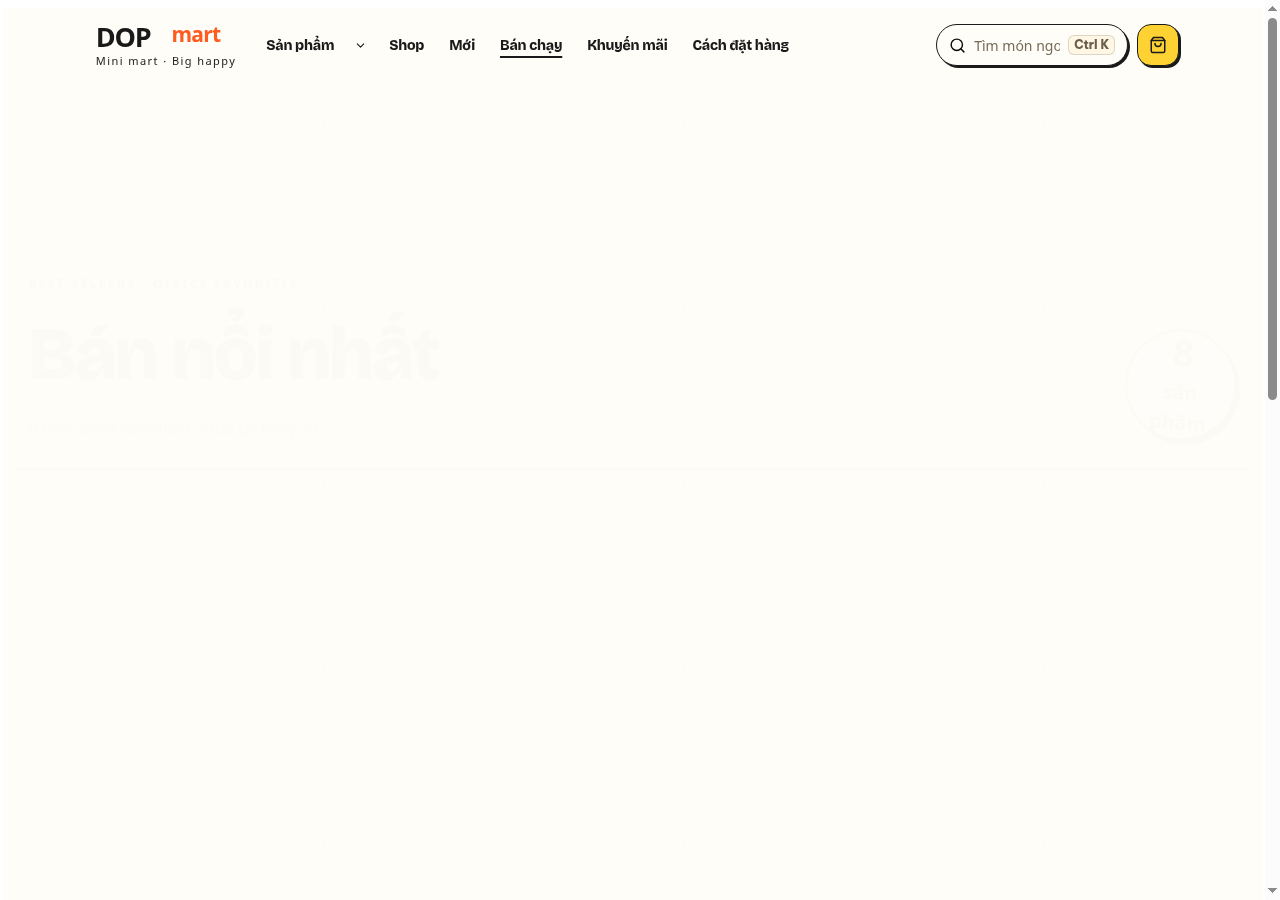 DOP mart
Mini mart · Big happy
Sản phẩm
Shop
Mới
Bán chạy
Khuyến mãi
Cách đặt hàng
Tìm món ngọ
Ctrl K
Bán nổi nhất
8
sản
phẩm